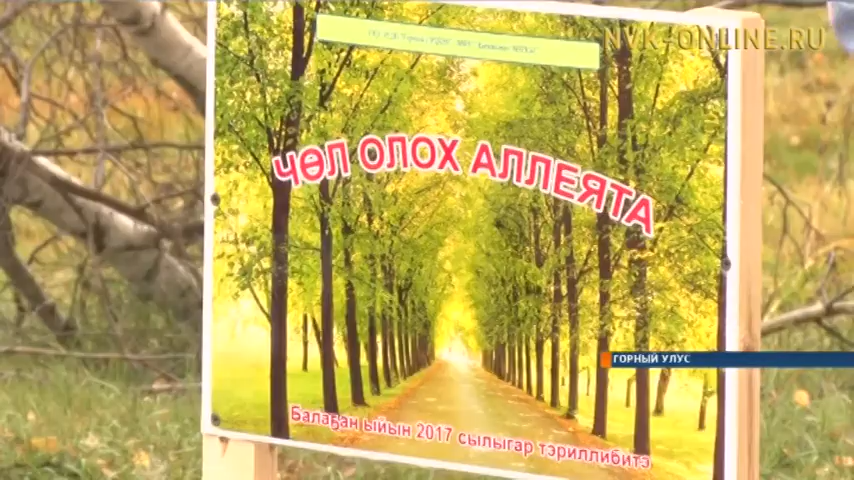 NVK-ONLINE.RU
ЧӨЛ ОЛОХ АЛЛЕЯТА
ГОРНЫЙ УЛУС
Балаҕан ыйын 2017 сылыгар тэриллибитэ